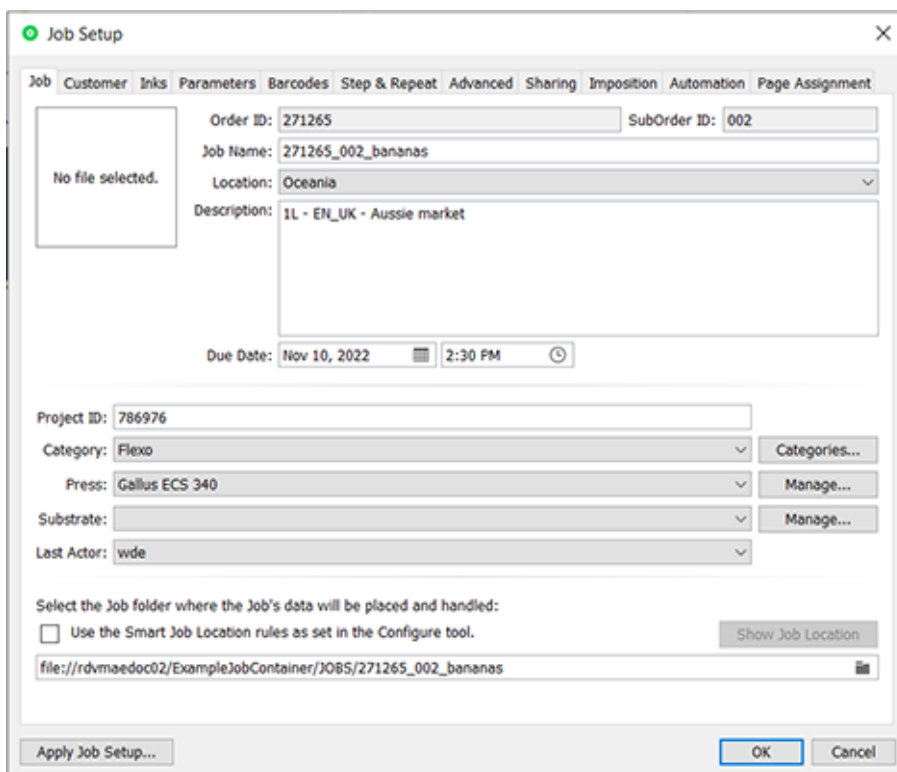 Job Setup
Job Customer Inks Parameters Barcodes Step & Repeat Advanced Sharing Imposition Automation Page Assignment
No file selected.
Order ID: 271265 SubOrder ID: 002
Job Name: 271265_002_bananas
Location: Oceania
Description: 1L - EN_UK - Aussie market
Due Date: Nov 10, 2022 2:30 PM
Project ID: 786976
Category: Flexo Categories...
Press: Gallus ECS 340 Manage...
Substrate: Manage...
Last Actor: wde
Select the Job folder where the Job's data will be placed and handled:
Use the Smart Job Location rules as set in the Configure tool.
Show Job Location
file://rdvmaedoc02/ExampleJobContainer/JOBS/271265_002_bananas
Apply Job Setup... OK Cancel